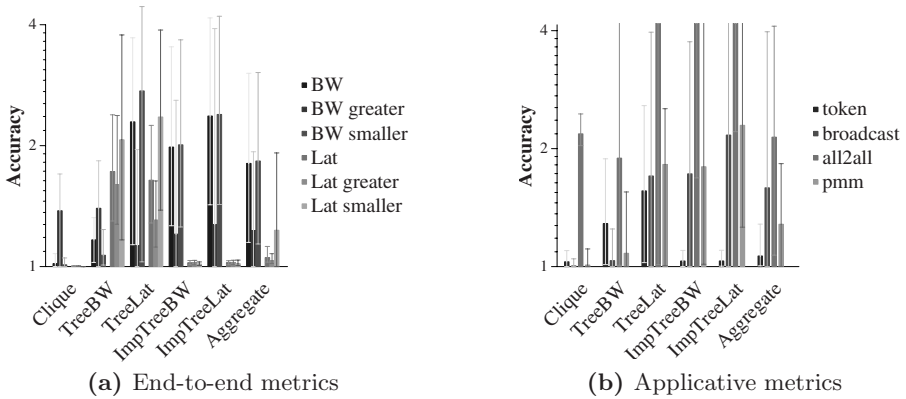 4
2
1
Accuracy
BW
BW greater
BW smaller
Lat
Lat greater
Lat smaller
Clique
TreeBW
TreeLat
ImpTreeBW
ImpTreeLat
Aggregate
(a) End-to-end metrics
4
2
1
Accuracy
token
broadcast
all2all
pmm
Clique
TreeBW
TreeLat
ImpTreeBW
ImpTreeLat
Aggregate
(b) Applicative metrics